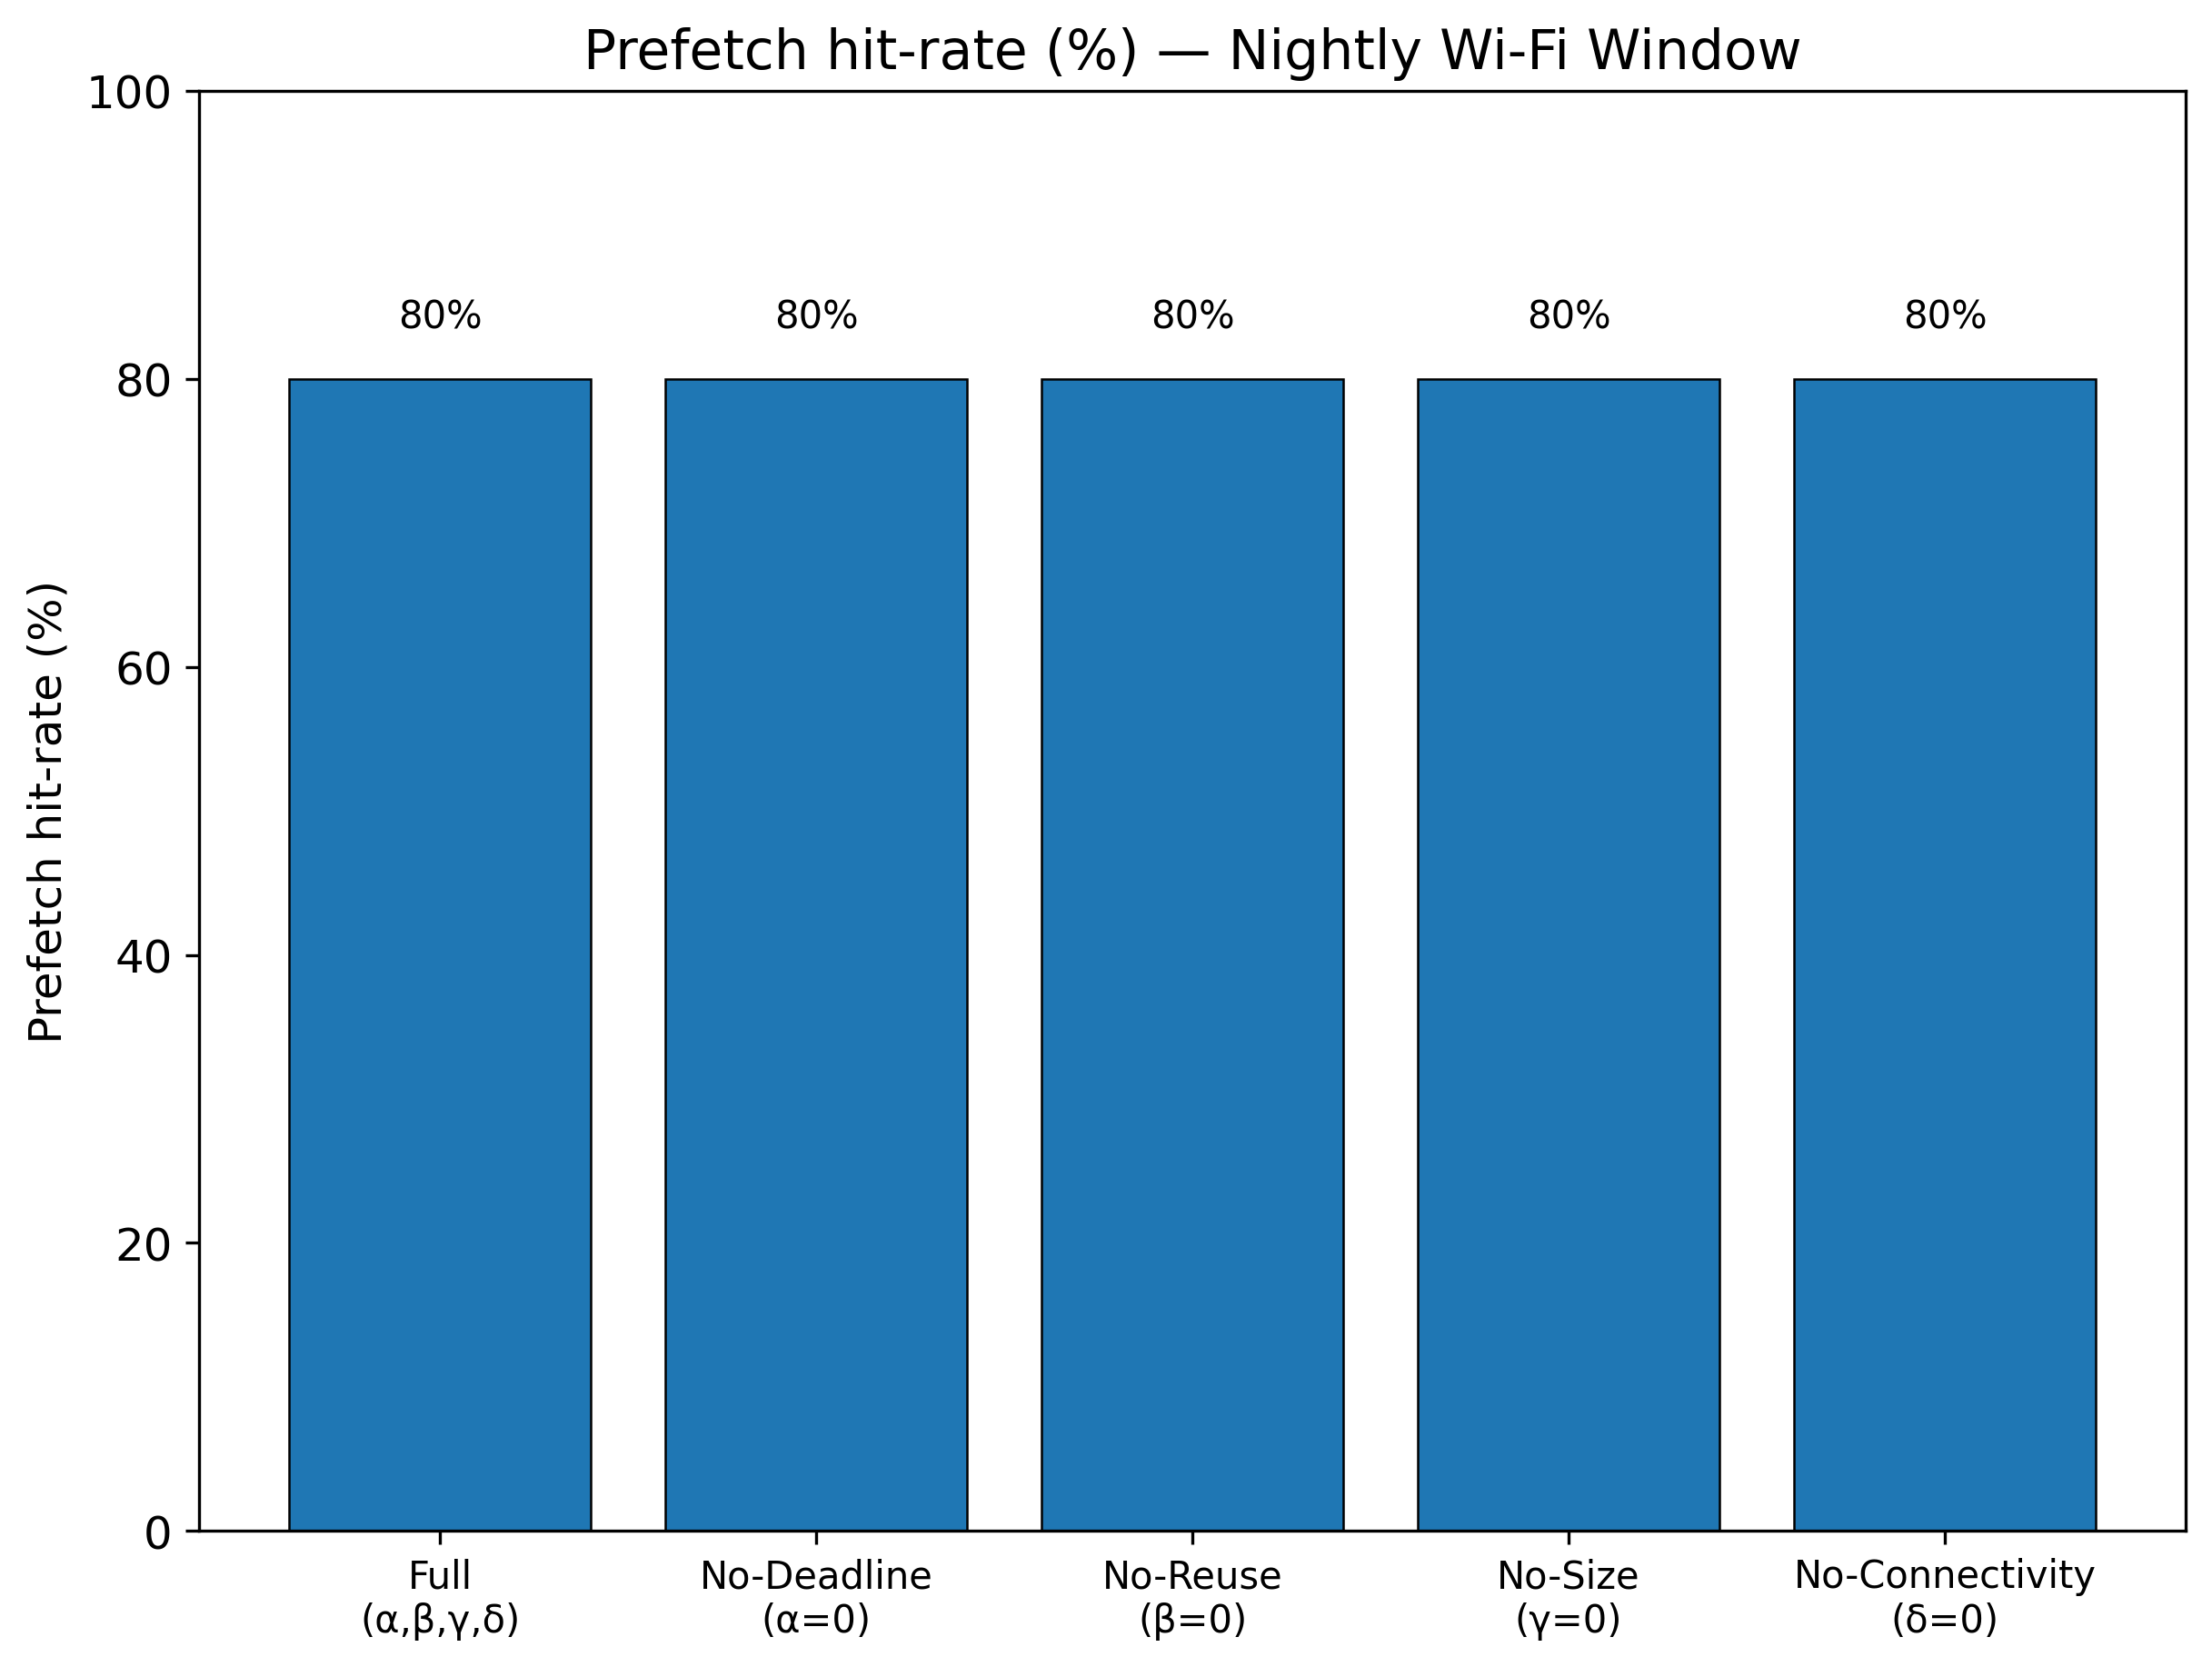 Prefetch hit-rate (%) — Nightly Wi-Fi Window
Prefetch hit-rate (%)
100
80
60
40
20
0
80% 80% 80% 80% 80%
Full No-Deadline No-Reuse No-Size No-Connectivity
(α,β,γ,δ) (α=0) (β=0) (γ=0) (δ=0)